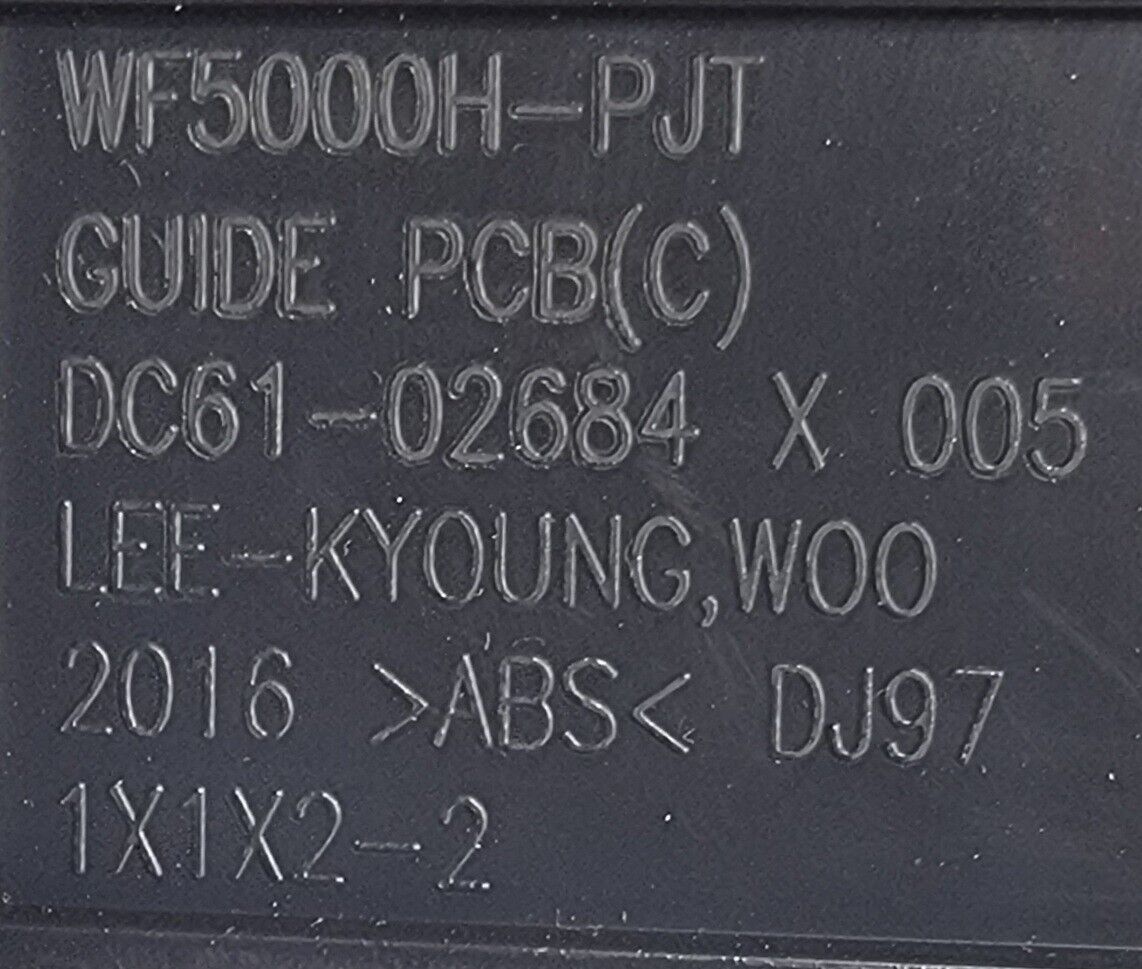 WF5000H-PJT
GUIDE PCB(C)
DC61-02684 X 005
LEE-KYOUNG,WOO
2016 >ABS< DJ97
1X1X2-2